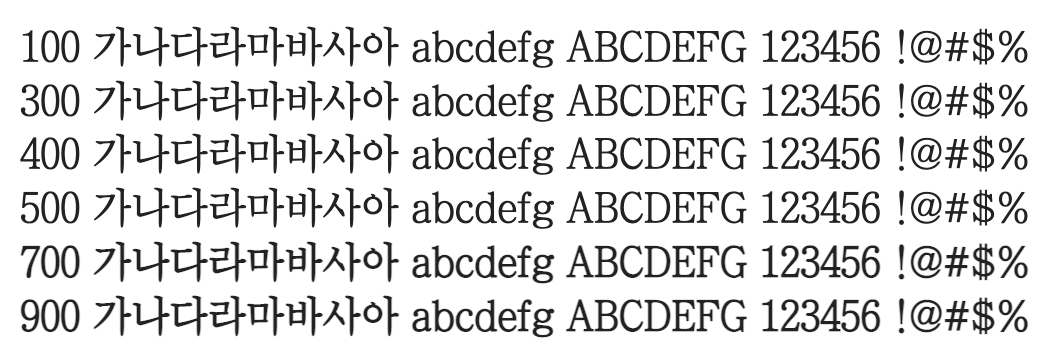 100 가나다라마바사아 abcdefg ABCDEFG 123456 !@#$%
300 가나다라마바사아 abcdefg ABCDEFG 123456 !@#$%
400 가나다라마바사아 abcdefg ABCDEFG 123456 !@#$%
500 가나다라마바사아 abcdefg ABCDEFG 123456 !@#$%
700 가나다라마바사아 abcdefg ABCDEFG 123456 !@#$%
900 가나다라마바사아 abcdefg ABCDEFG 123456 !@#$%